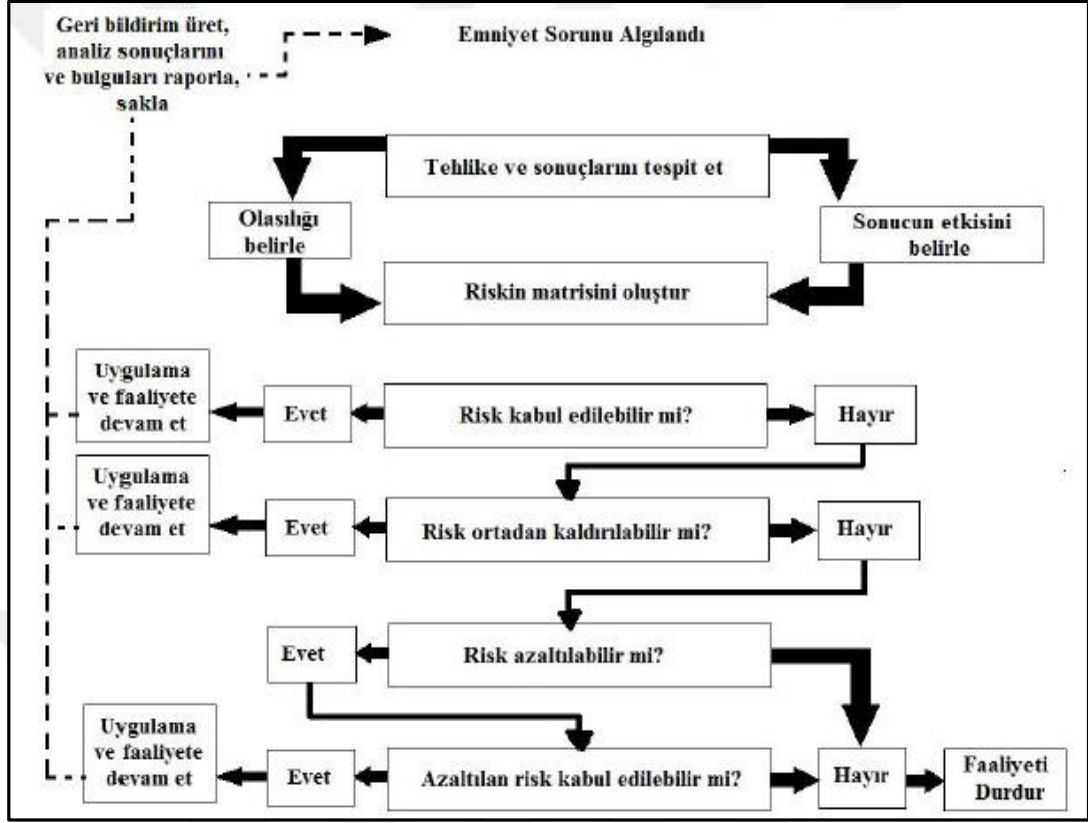 Geri bildirim üret,
analiz sonuçlarını
ve bulguları raporla,
sakla
Emniyet Sorunu Algılandı
Tehlike ve sonuçlarını tespit et
Olasılığı
belirle
Sonucun etkisini
belirle
Riskin matrisini oluştur
Uygulama
ve faaliyete
devam et
Evet
Risk kabul edilebilir mi?
Hayır
Uygulama
ve faaliyete
devam et
Evet
Risk ortadan kaldırılabilir mi?
Hayır
Evet
Risk azaltılabilir mi?
Uygulama
ve faaliyete
devam et
Evet
Azaltılan risk kabul edilebilir mi?
Hayır
Faaliyeti
Durdur